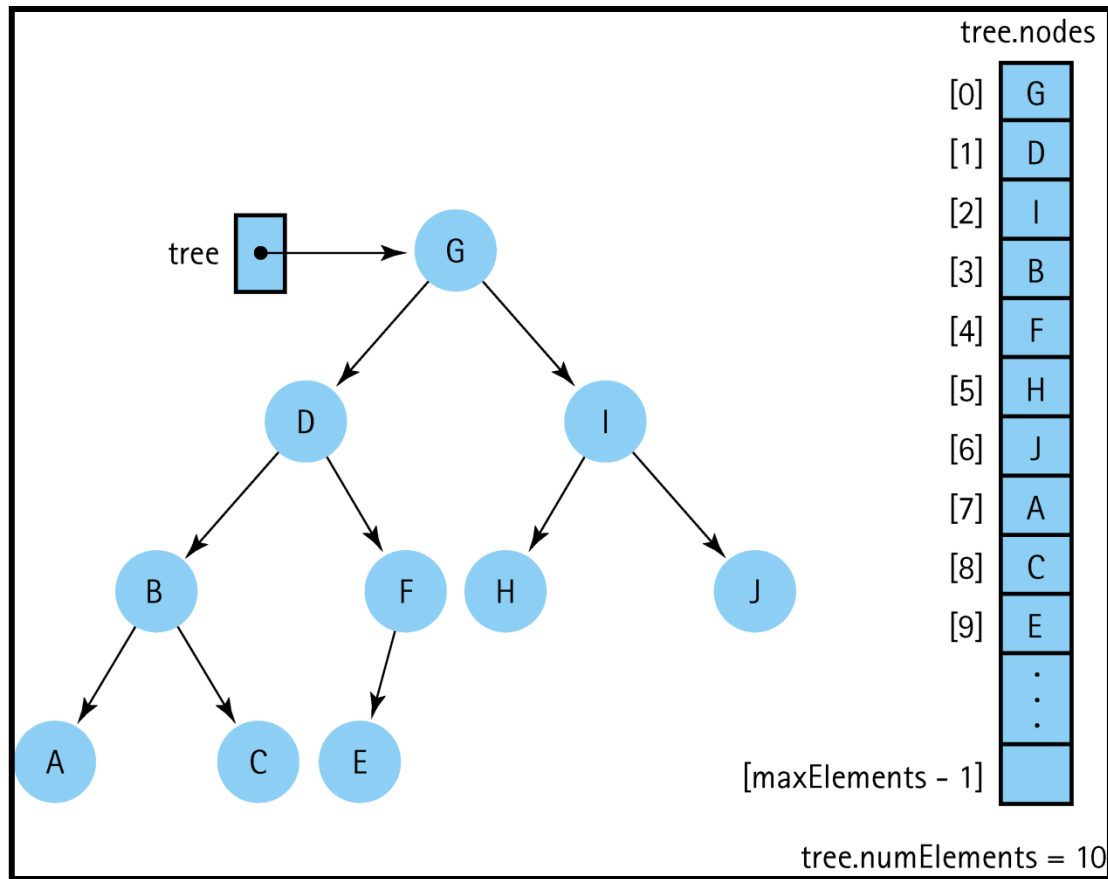 tree.nodes
[0] G
[1] D
[2] I
tree G
[3] B
[4] F
D I
[5] H
[6] J
[7] A
B F H J
[8] C
[9] E
A C E
[maxElements - 1]
tree.numElements = 10